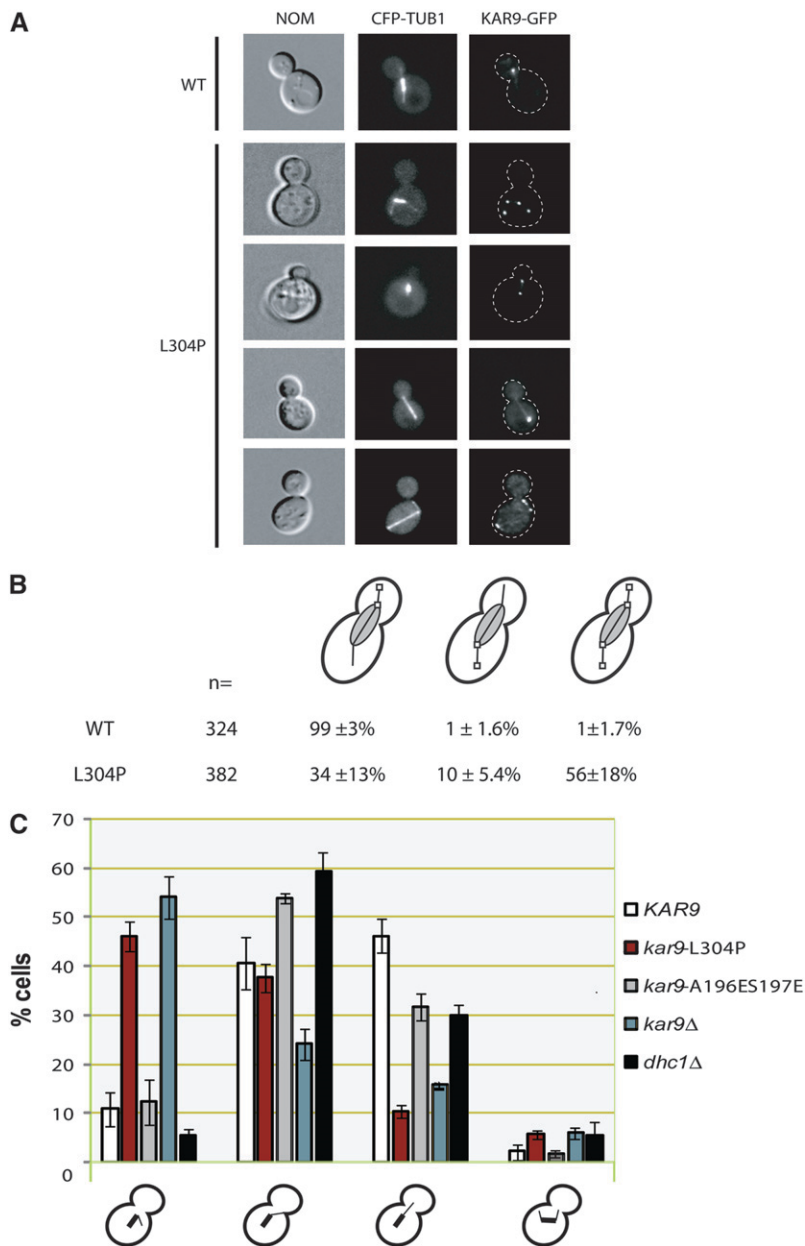 A
NOM CFP-TUB1 KAR9-GFP
WT
L304P
B
n=
WT 324 99 ±3% 1 ± 1.6% 1±1.7%
L304P 382 34 ±13% 10 ± 5.4% 56±18%
C
% cells
70
60
50
40
30
20
10
0
KAR9
kar9-L304P
kar9-A196ES197E
kar9Δ
dhc1Δ